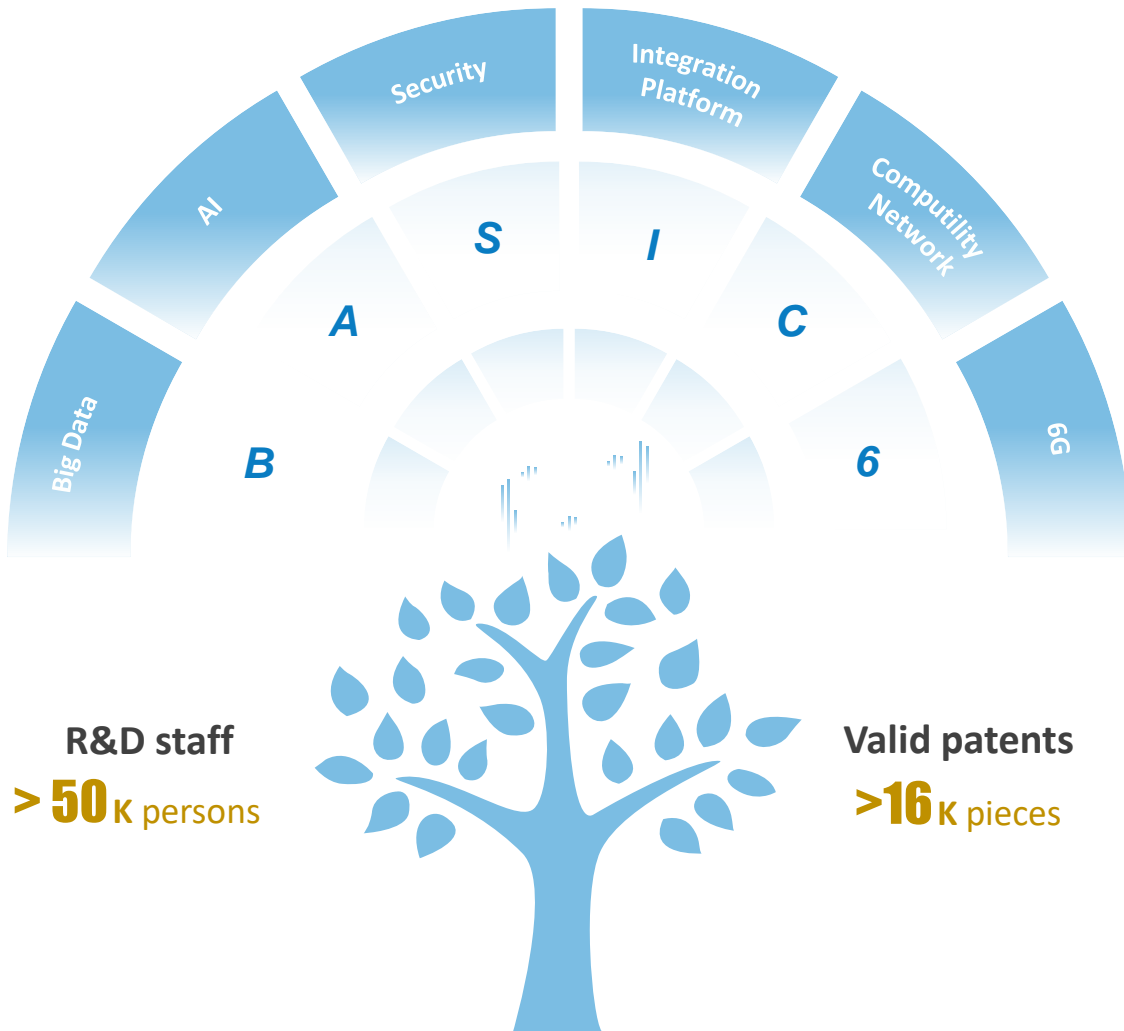 Big Data
AI
Security
Integration
Platform
Computility
Network
6G
B
A
S
I
C
6
R&D staff
> 50 K persons
Valid patents
>16 K pieces